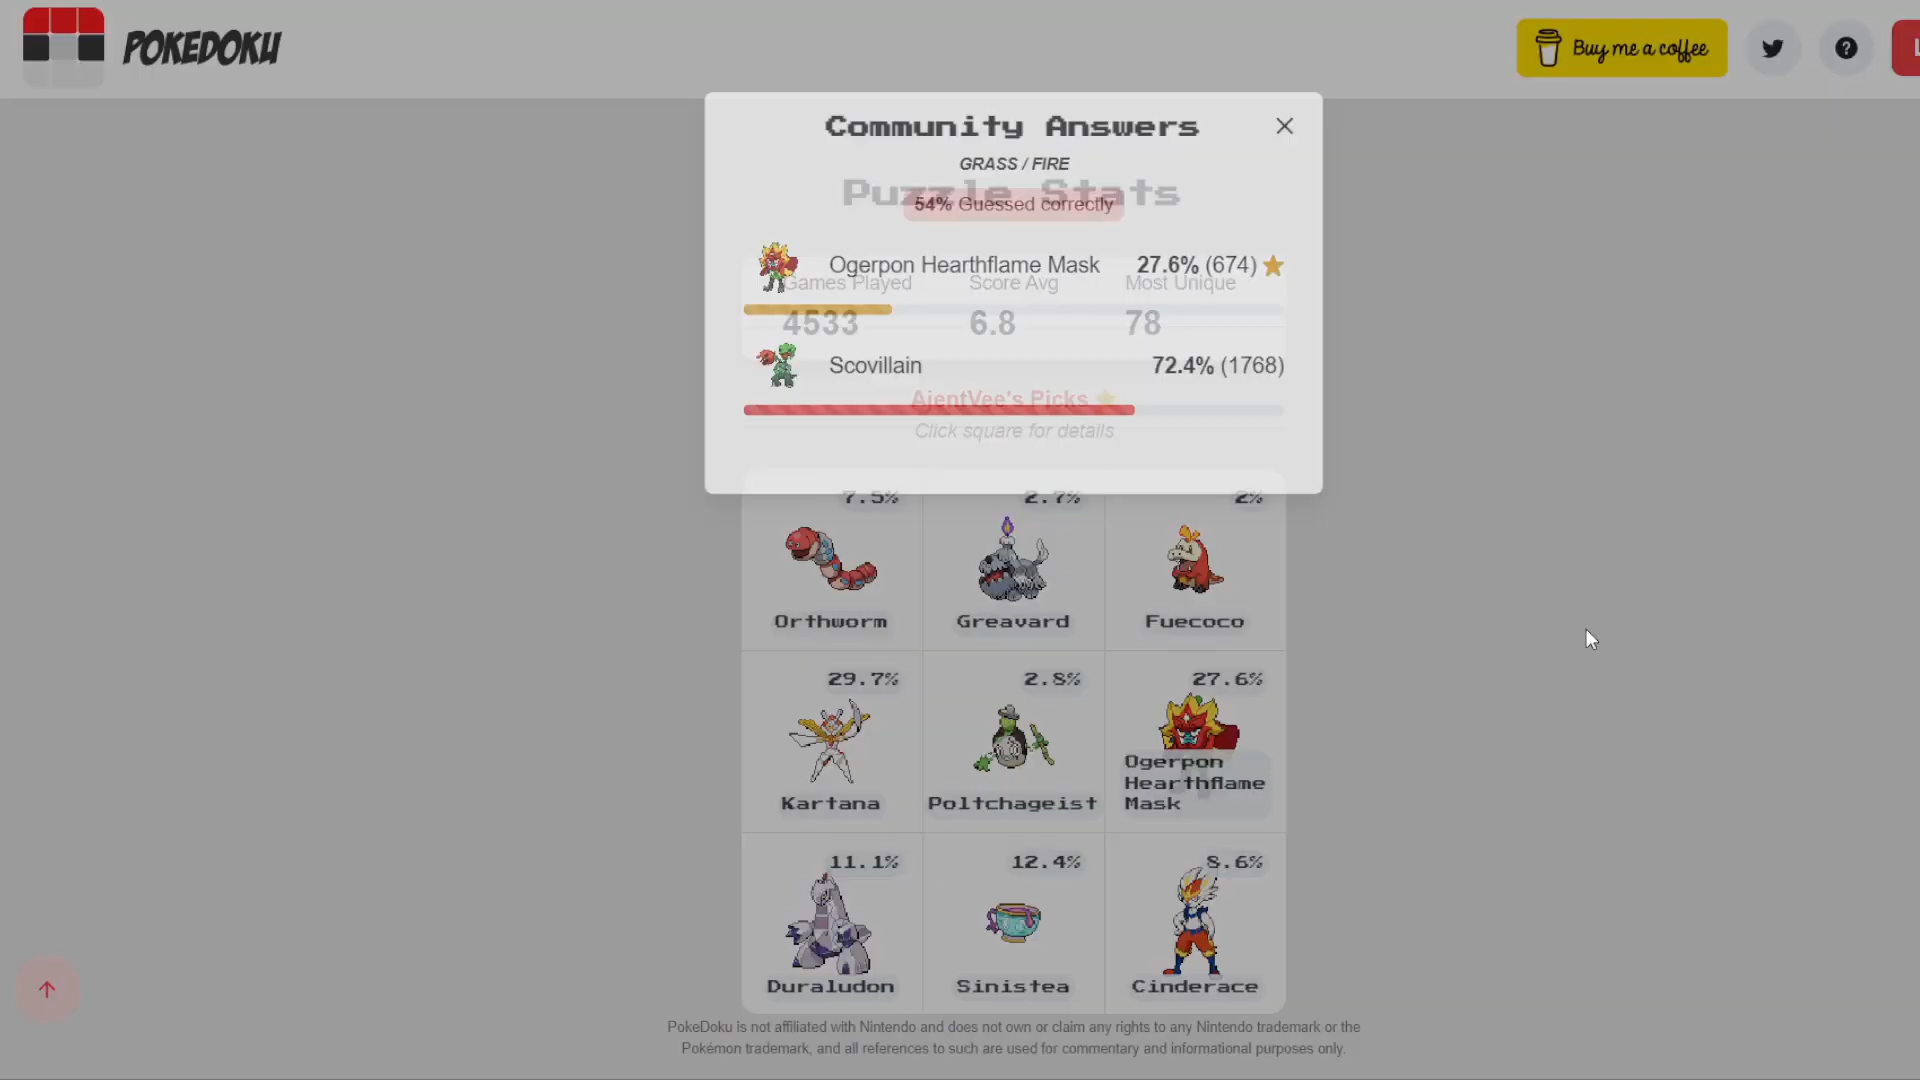 POKEDOKU
Buy me a coffee
Community Answers
GRASS / FIRE
Puzzle Stats
54% Guessed correctly
Ogerpon Hearthflame Mask 27.6% (674)
Games Played Score Avg Most Unique
4533 6.8 78
Scovillain 72.4% (1768)
AjentVee's Picks
Click square for details
7.5% 2.7% 2%
Orthworm Greavard Fuecoco
29.7% 2.8% 27.6%
Kartana Poltchageist Ogerpon
Hearthflame
Mask
11.1% 12.4% 8.6%
Duraludon Sinistea Cinderace
PokeDoku is not affiliated with Nintendo and does not own or claim any rights to any Nintendo trademark or the
Pokémon trademark, and all references to such are used for commentary and informational purposes only.